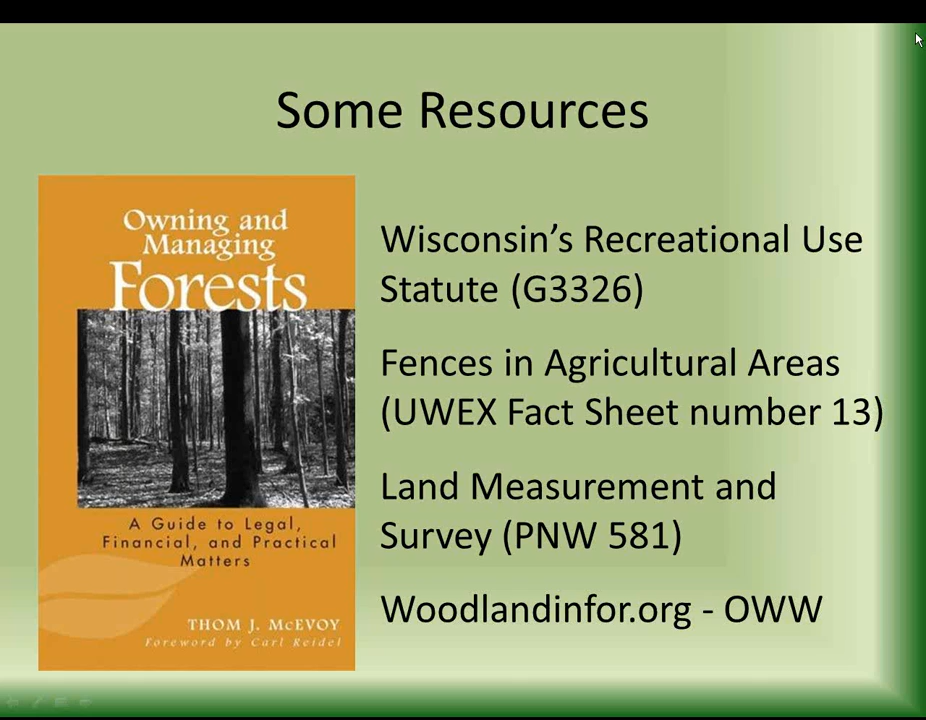 Some Resources
Owning and
Managing
Forests
A Guide to Legal,
Financial, and Practical
Matters
THOM J. McEVOY
Foreword by Carl Reidel
Wisconsin's Recreational Use
Statute (G3326)
Fences in Agricultural Areas
(UWEX Fact Sheet number 13)
Land Measurement and
Survey (PNW 581)
Woodlandinfor.org - OWW